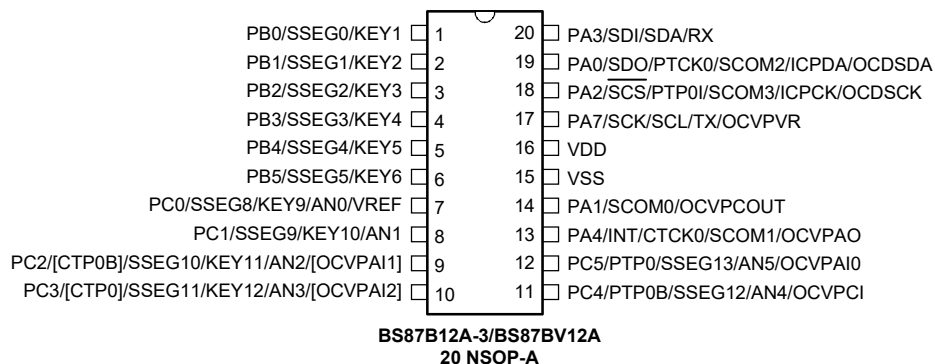 PB0/SSEG0/KEY1 1 20 PA3/SDI/SDA/RX
PB1/SSEG1/KEY2 2 19 PA0/SDO/PTCK0/SCOM2/ICPDA/OCDSDA
PB2/SSEG2/KEY3 3 18 PA2/SCS/PTP0I/SCOM3/ICPCK/OCDSCK
PB3/SSEG3/KEY4 4 17 PA7/SCK/SCL/TX/OCVPVR
PB4/SSEG4/KEY5 5 16 VDD
PB5/SSEG5/KEY6 6 15 VSS
PC0/SSEG8/KEY9/AN0/VREF 7 14 PA1/SCOM0/OCVPCOUT
PC1/SSEG9/KEY10/AN1 8 13 PA4/INT/CTCK0/SCOM1/OCVPAO
PC2/[CTP0B]/SSEG10/KEY11/AN2/[OCVPAI1] 9 12 PC5/PTP0/SSEG13/AN5/OCVPAI0
PC3/[CTP0]/SSEG11/KEY12/AN3/[OCVPAI2] 10 11 PC4/PTP0B/SSEG12/AN4/OCVPCI
BS87B12A-3/BS87BV12A
20 NSOP-A